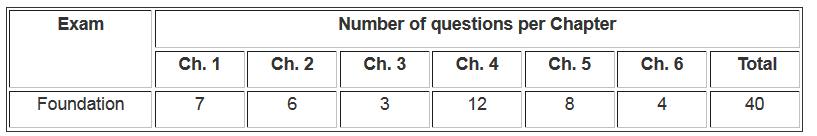 Exam Number of questions per Chapter
Ch. 1 Ch. 2 Ch. 3 Ch. 4 Ch. 5 Ch. 6 Total
Foundation 7 6 3 12 8 4 40